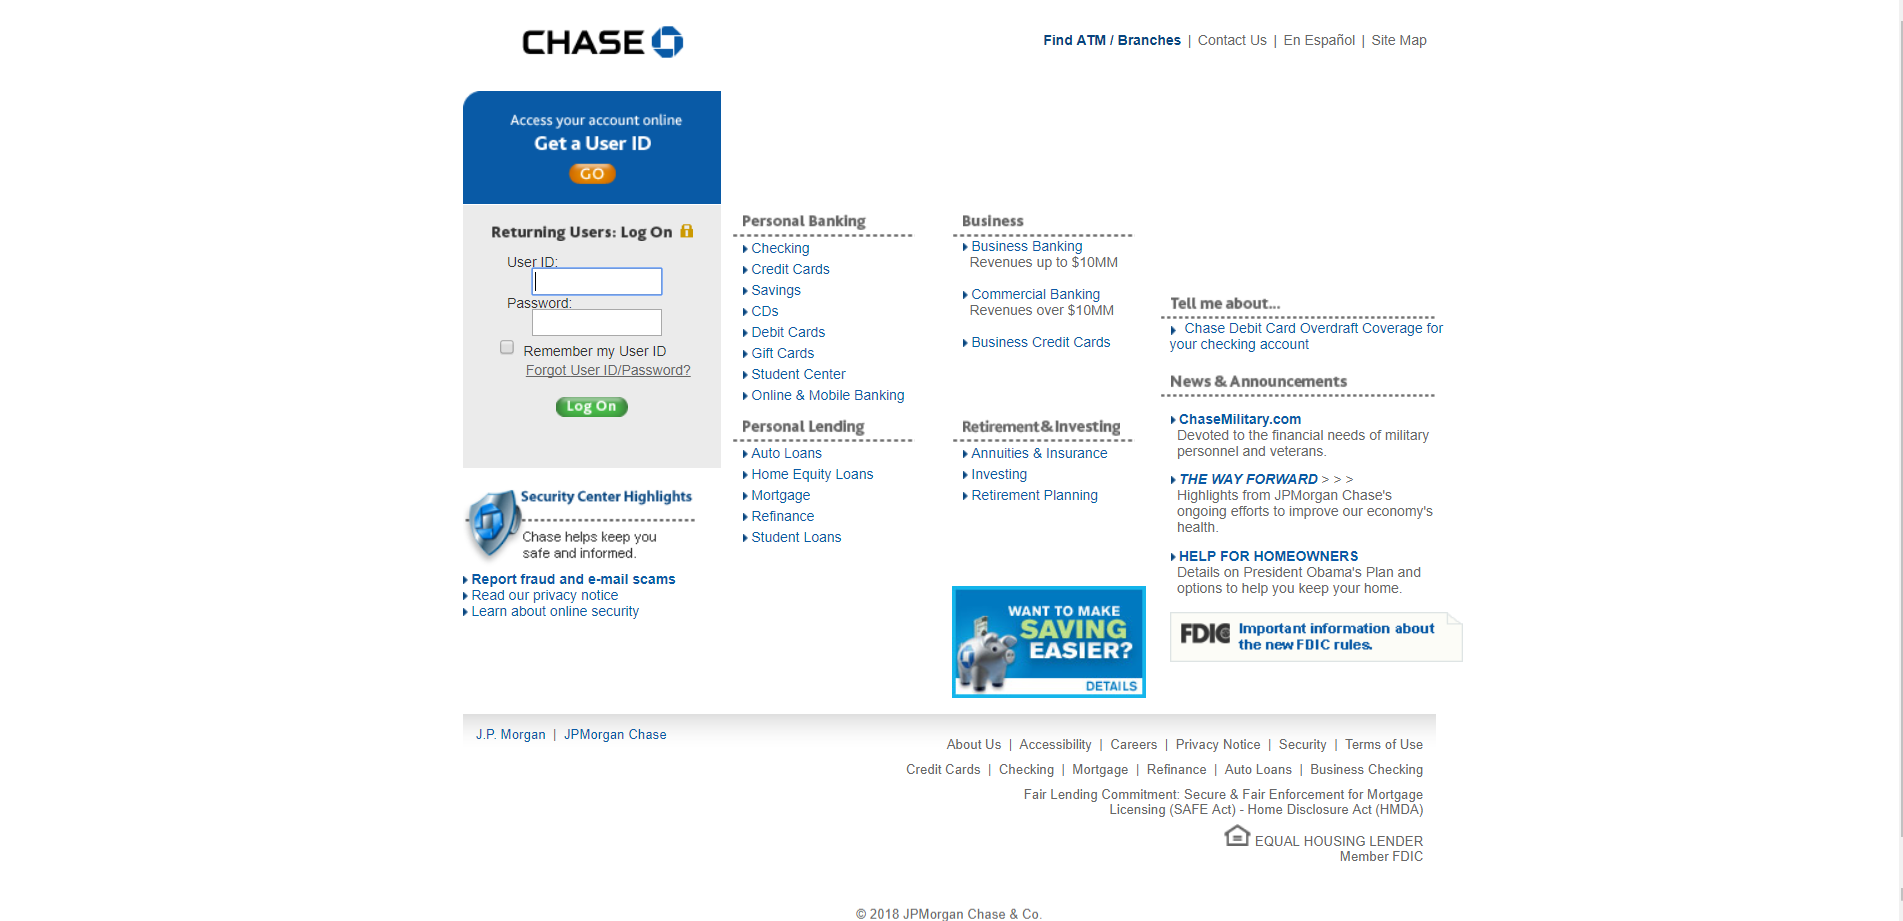 CHASE
Find ATM / Branches | Contact Us | En Español | Site Map
Access your account online
Get a User ID
GO
Returning Users: Log On
User ID:
Password:
Remember my User ID
Forgot User ID/Password?
Log On
Security Center Highlights
Chase helps keep you
safe and informed.
Report fraud and e-mail scams
Read our privacy notice
Learn about online security
Personal Banking
Checking
Credit Cards
Savings
CDs
Debit Cards
Gift Cards
Student Center
Online & Mobile Banking
Personal Lending
Auto Loans
Home Equity Loans
Mortgage
Refinance
Student Loans
Business
Business Banking
Revenues up to $10MM
Commercial Banking
Revenues over $10MM
Business Credit Cards
Retirement&Investing
Annuities & Insurance
Investing
Retirement Planning
WANT TO MAKE
SAVING
EASIER?
DETAILS
Tell me about...
Chase Debit Card Overdraft Coverage for
your checking account
News & Announcements
ChaseMilitary.com
Devoted to the financial needs of military
personnel and veterans.
THE WAY FORWARD > > >
Highlights from JPMorgan Chase's
ongoing efforts to improve our economy's
health.
HELP FOR HOMEOWNERS
Details on President Obama's Plan and
options to help you keep your home.
FDIC Important information about
the new FDIC rules.
J.P. Morgan | JPMorgan Chase
About Us | Accessibility | Careers | Privacy Notice | Security | Terms of Use
Credit Cards | Checking | Mortgage | Refinance | Auto Loans | Business Checking
Fair Lending Commitment: Secure & Fair Enforcement for Mortgage
Licensing (SAFE Act) - Home Disclosure Act (HMDA)
EQUAL HOUSING LENDER
Member FDIC
© 2018 JPMorgan Chase & Co.